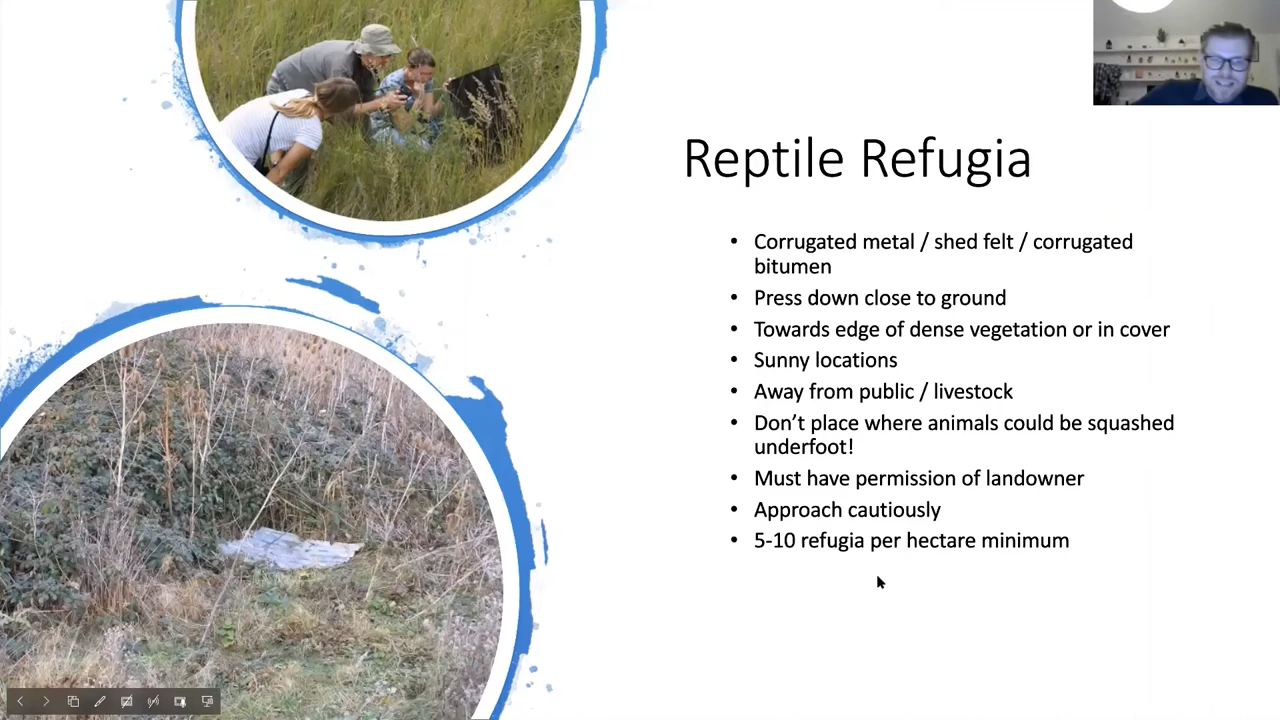 Reptile Refugia
• Corrugated metal / shed felt / corrugated
bitumen
• Press down close to ground
• Towards edge of dense vegetation or in cover
• Sunny locations
• Away from public / livestock
• Don’t place where animals could be squashed
underfoot!
• Must have permission of landowner
• Approach cautiously
• 5-10 refugia per hectare minimum